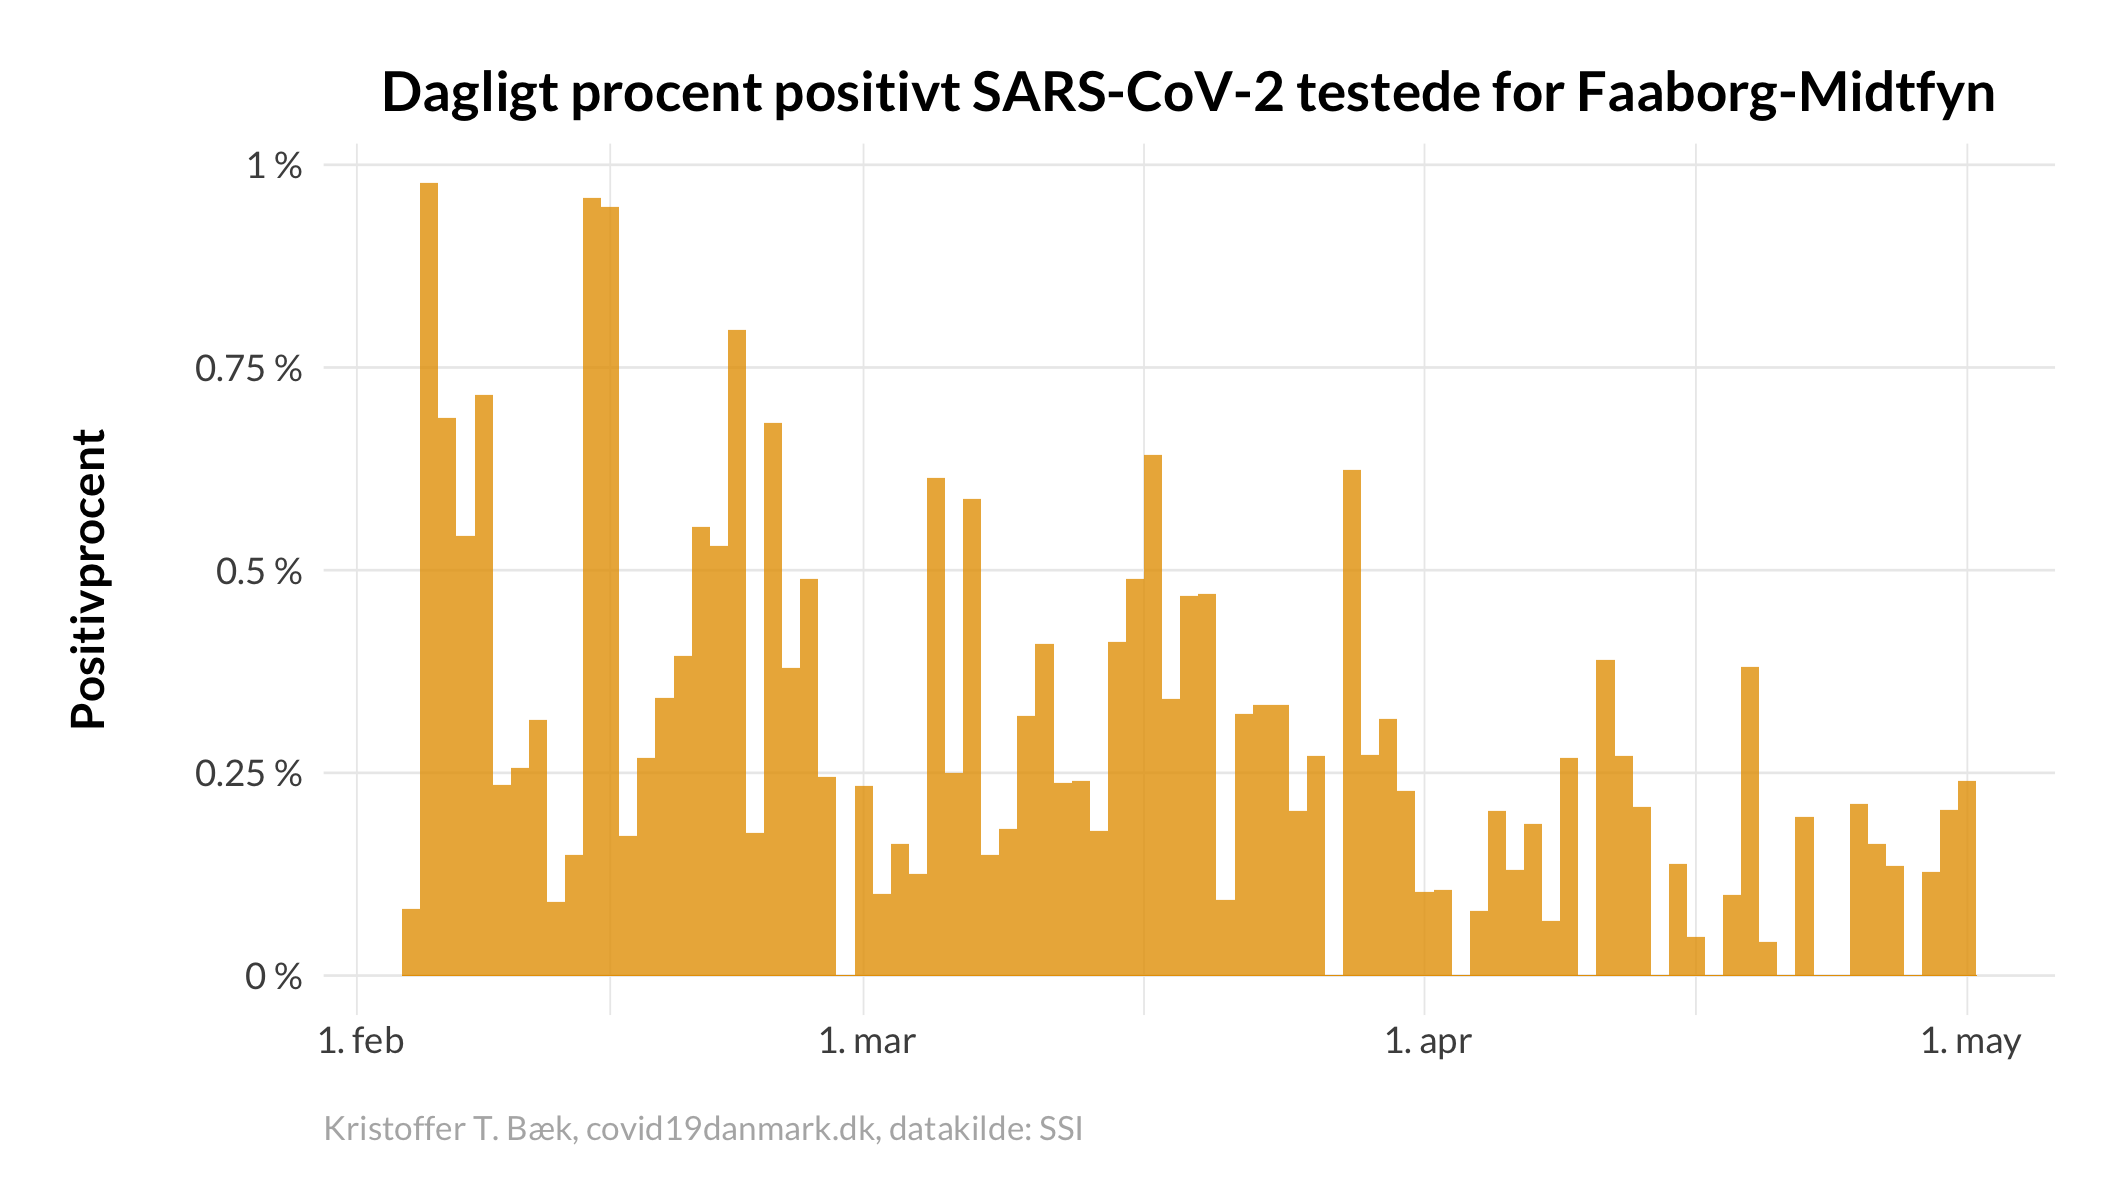 Dagligt procent positivt SARS-CoV-2 testede for Faaborg-Midtfyn
Positivprocent
1 %
0.75 %
0.5 %
0.25 %
0 %
1. feb
1. mar
1. apr
1. may
Kristoffer T. Bæk, covid19danmark.dk, datakilde: SSI